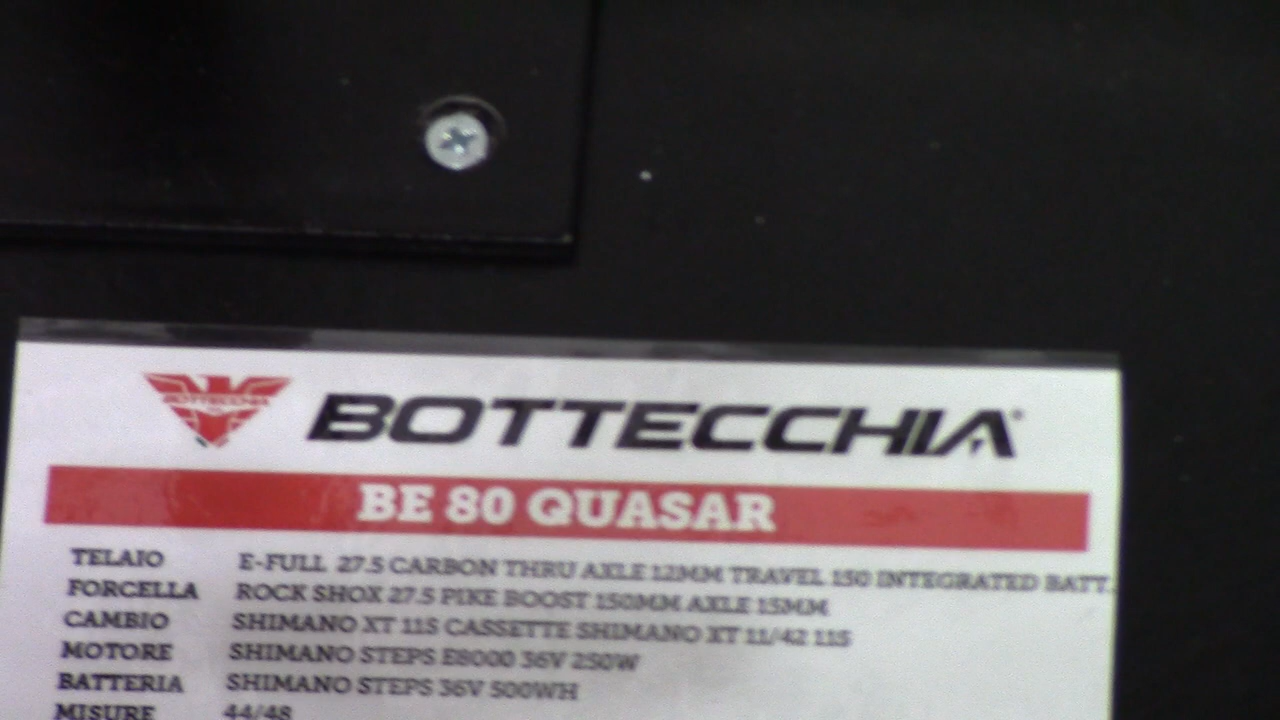 BOTTECCHIA
BOTTECCHIA®
BE 80 QUASAR
TELAIO E-FULL 27.5 CARBON THRU AXLE 12MM TRAVEL 150 INTEGRATED BATT.
FORCELLA ROCK SHOX 27.5 PIKE BOOST 150MM AXLE 15MM
CAMBIO SHIMANO XT 11S CASSETTE SHIMANO XT 11/42 11S
MOTORE SHIMANO STEPS E8000 36V 250W
BATTERIA SHIMANO STEPS 36V 500WH
MISURE 44/48